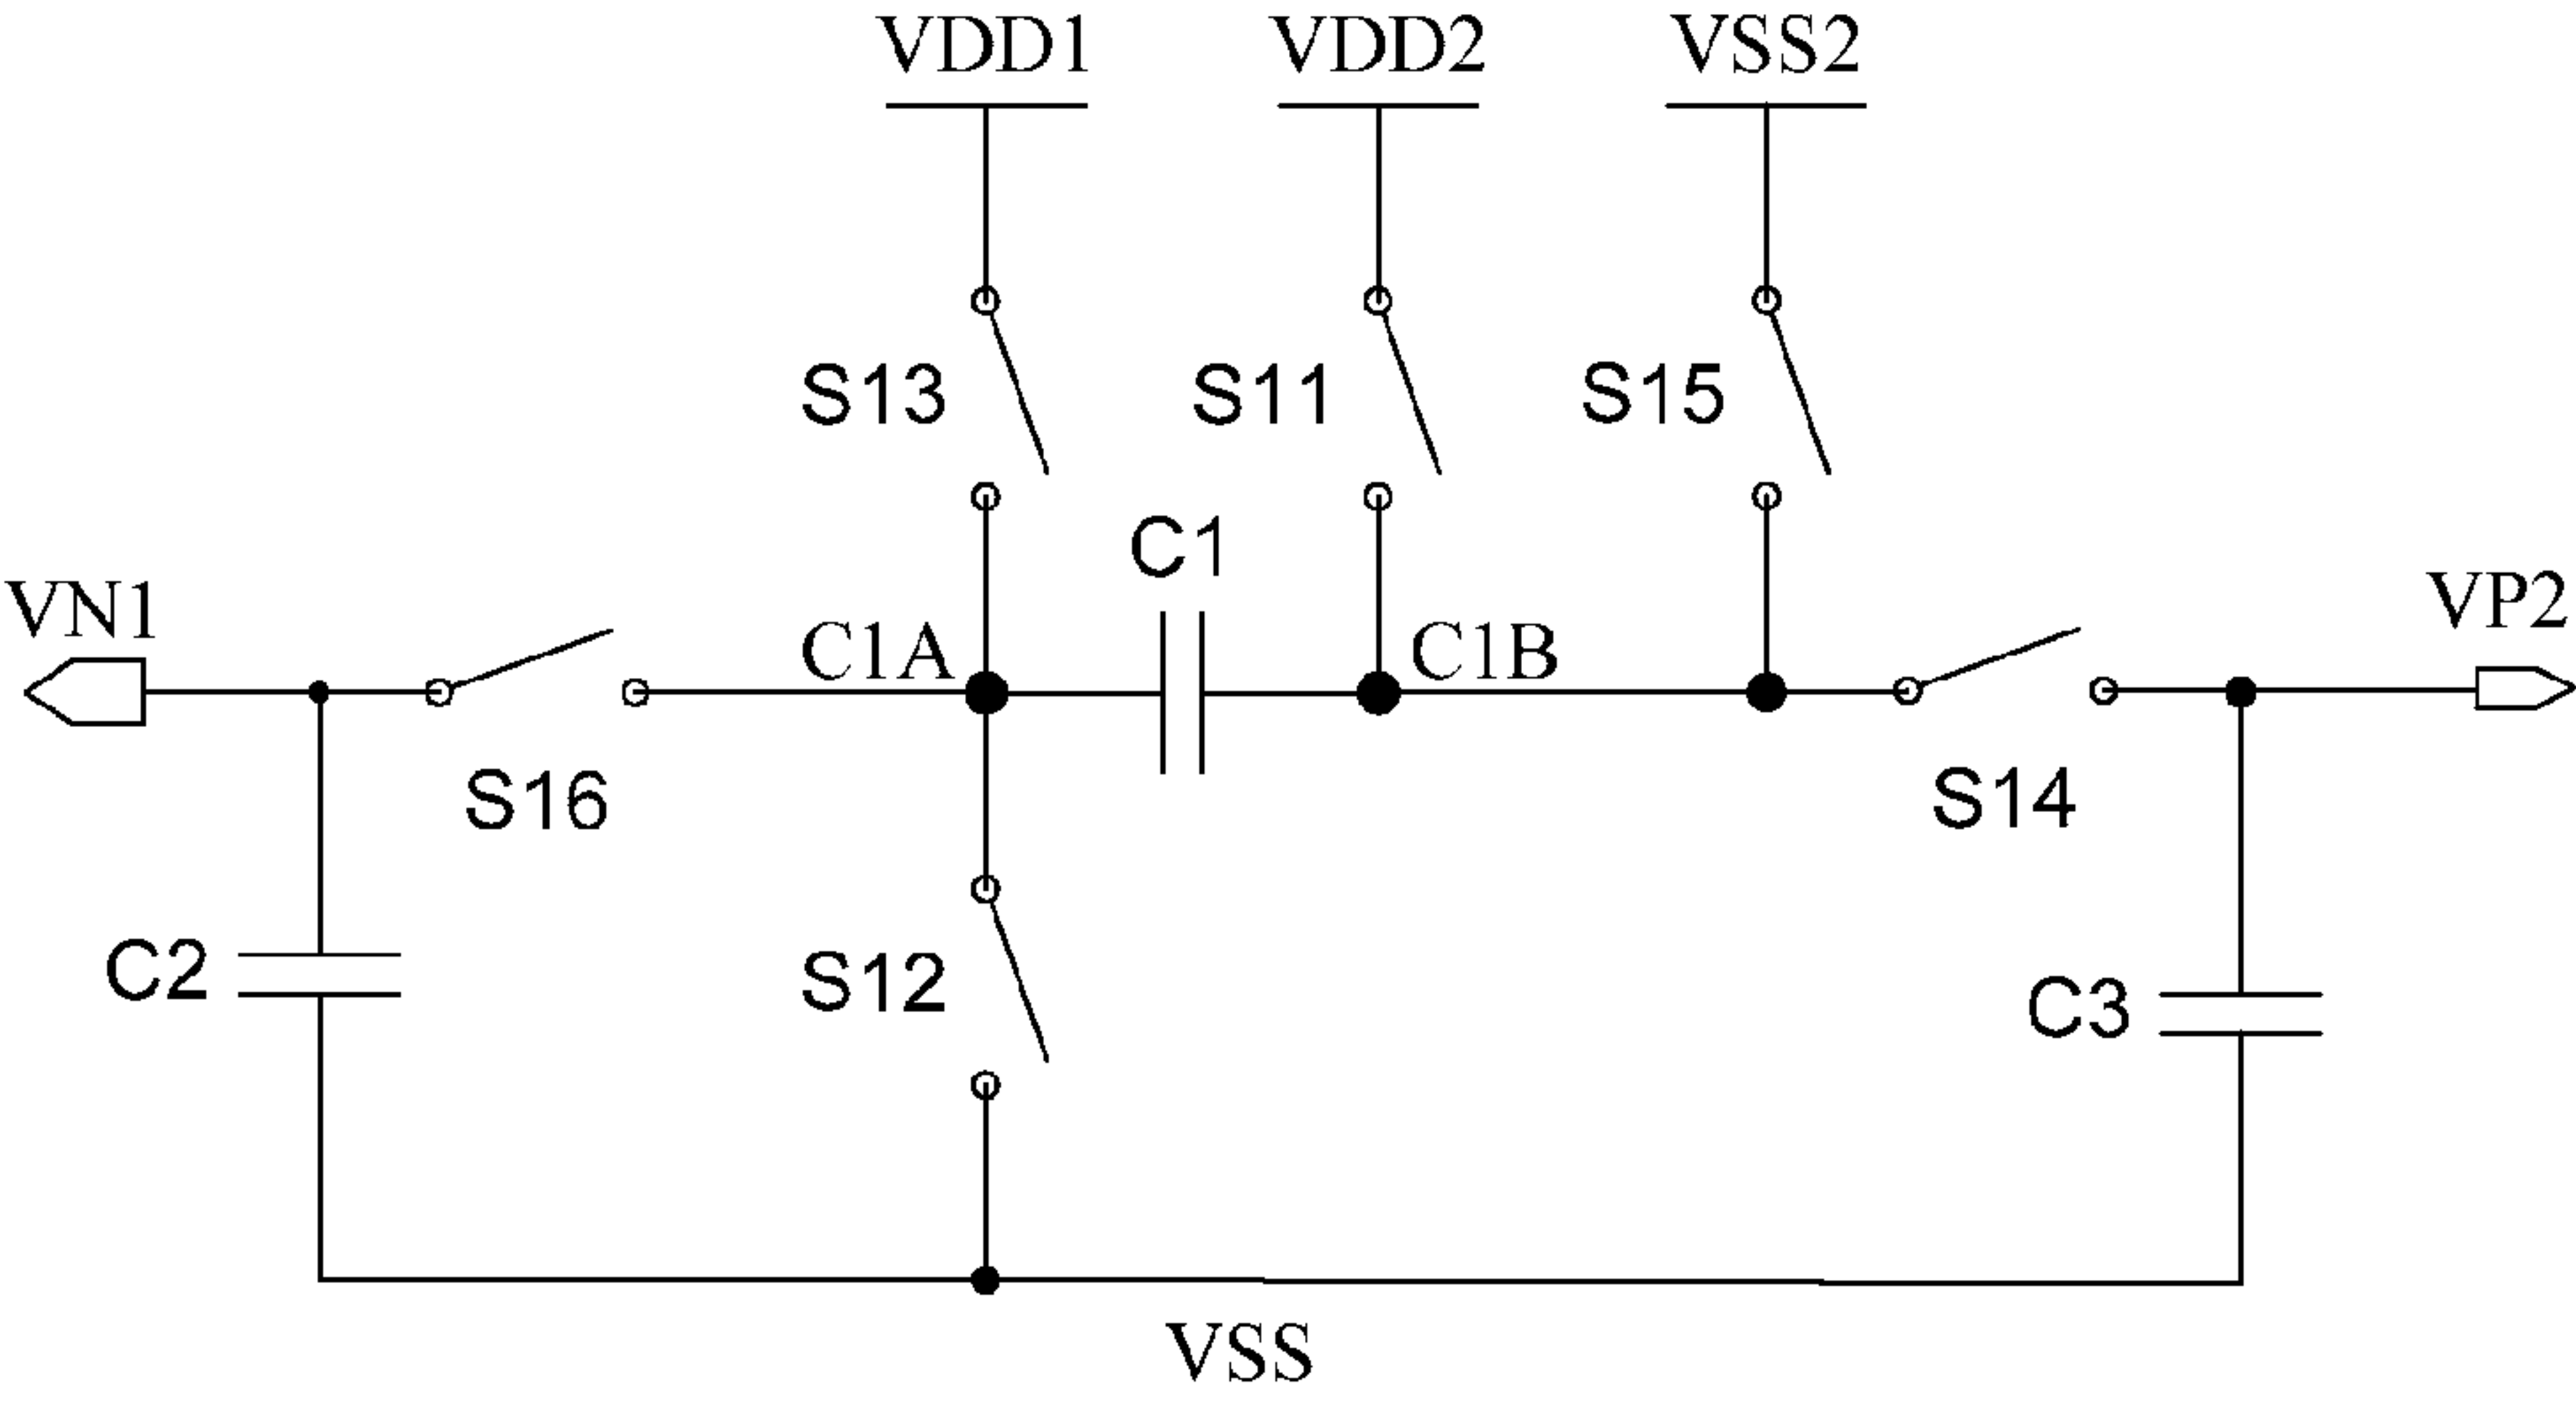 VDD1 VDD2 VSS2
S13 S11 S15
C1
VN1 C1A C1B VP2
S16 S14
C2 S12 C3
VSS